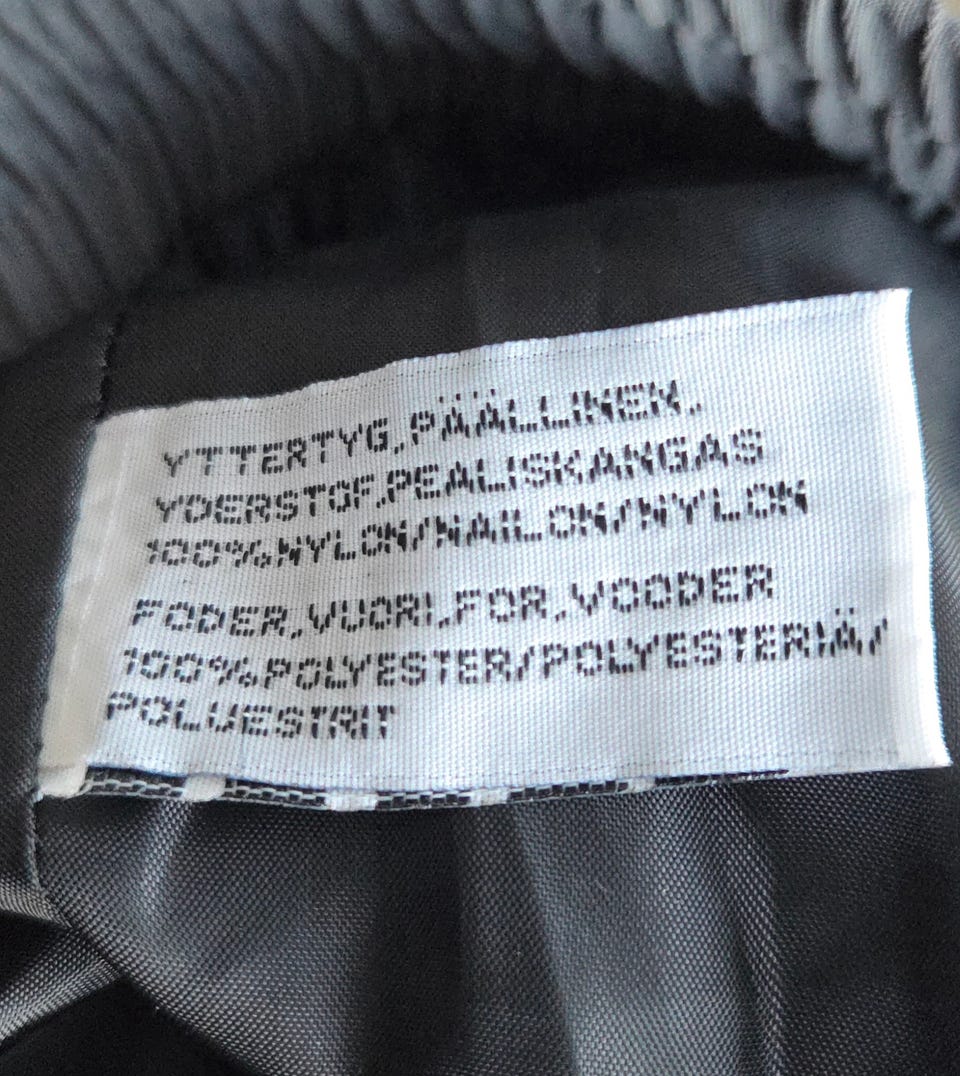 YTTERTYG,PÄÄLLINEN,
YDERSTOF,PEALISKANGAS
100%NYLON/NAILON/NYLON
FODER,VUORI,FOR,VOODER
100%POLYESTER/POLYESTERIÄ/
POLUESTRIT